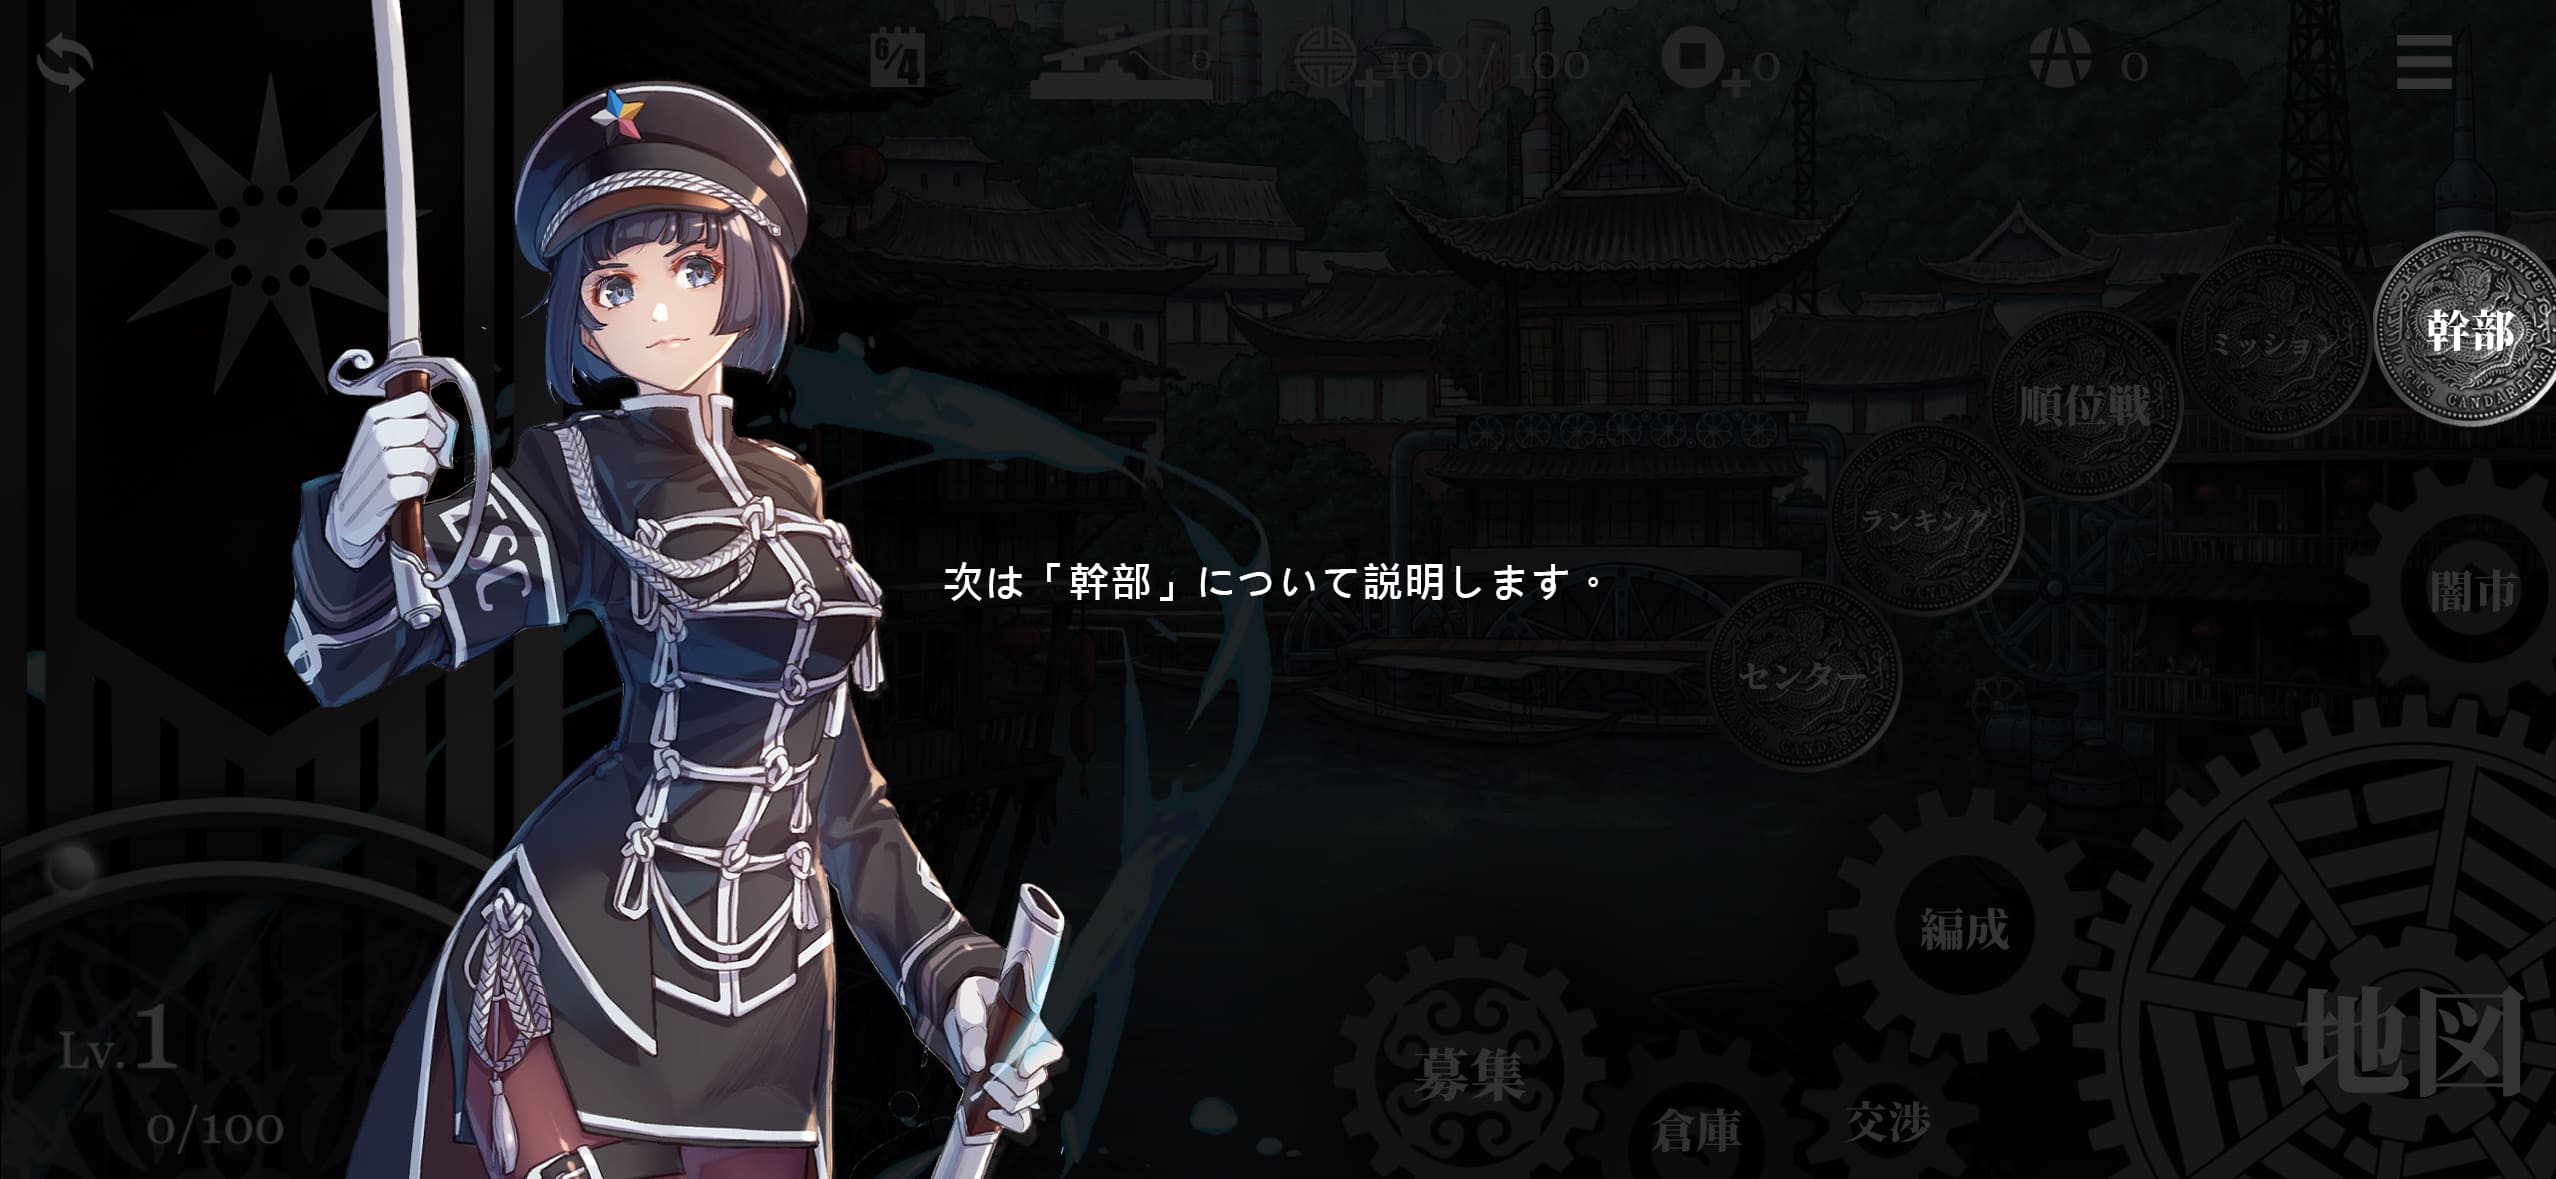 6/4
0
100 / 100
0
0
幹部
ミッション
順位戦
ランキング
センター
闇市
ESC
次は「幹部」について説明します。
編成
地図
募集
倉庫
交渉
Lv.1
0/100